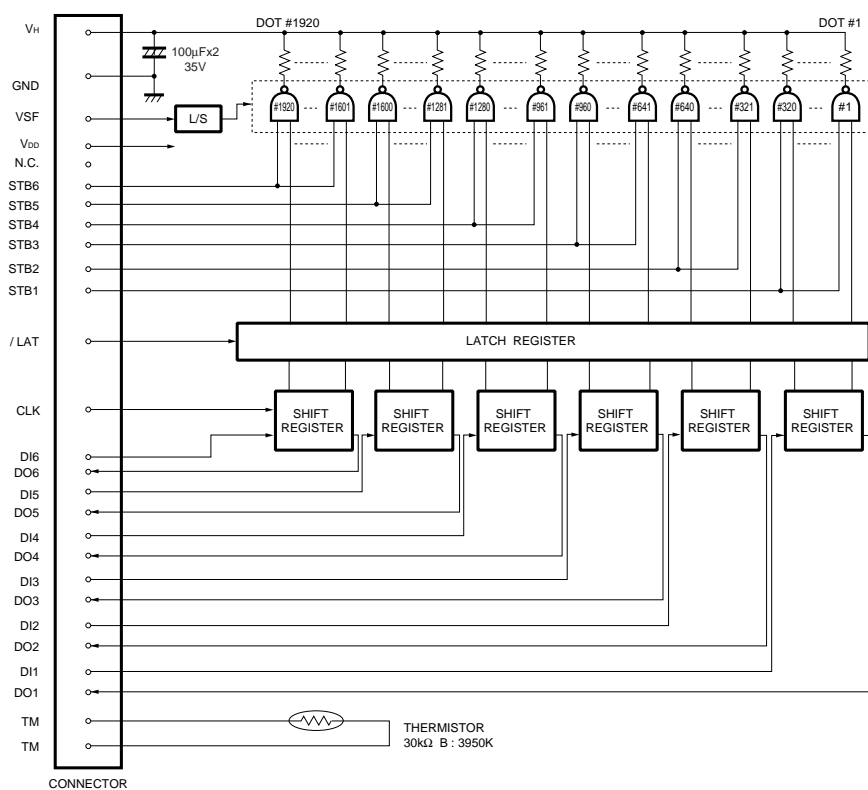 DOT #1920
DOT #1
VH
100µFx2
35V
GND
#1920
#1601
#1600
#1281
#1280
#961
#960
#641
#640
#321
#320
#1
VSF
L/S
VDD
N.C.
STB6
STB5
STB4
STB3
STB2
STB1
/ LAT
LATCH REGISTER
CLK
SHIFT
REGISTER
SHIFT
REGISTER
SHIFT
REGISTER
SHIFT
REGISTER
SHIFT
REGISTER
SHIFT
REGISTER
DI6
DO6
DI5
DO5
DI4
DO4
DI3
DO3
DI2
DO2
DI1
DO1
TM
TM
THERMISTOR
30kΩ B : 3950K
CONNECTOR